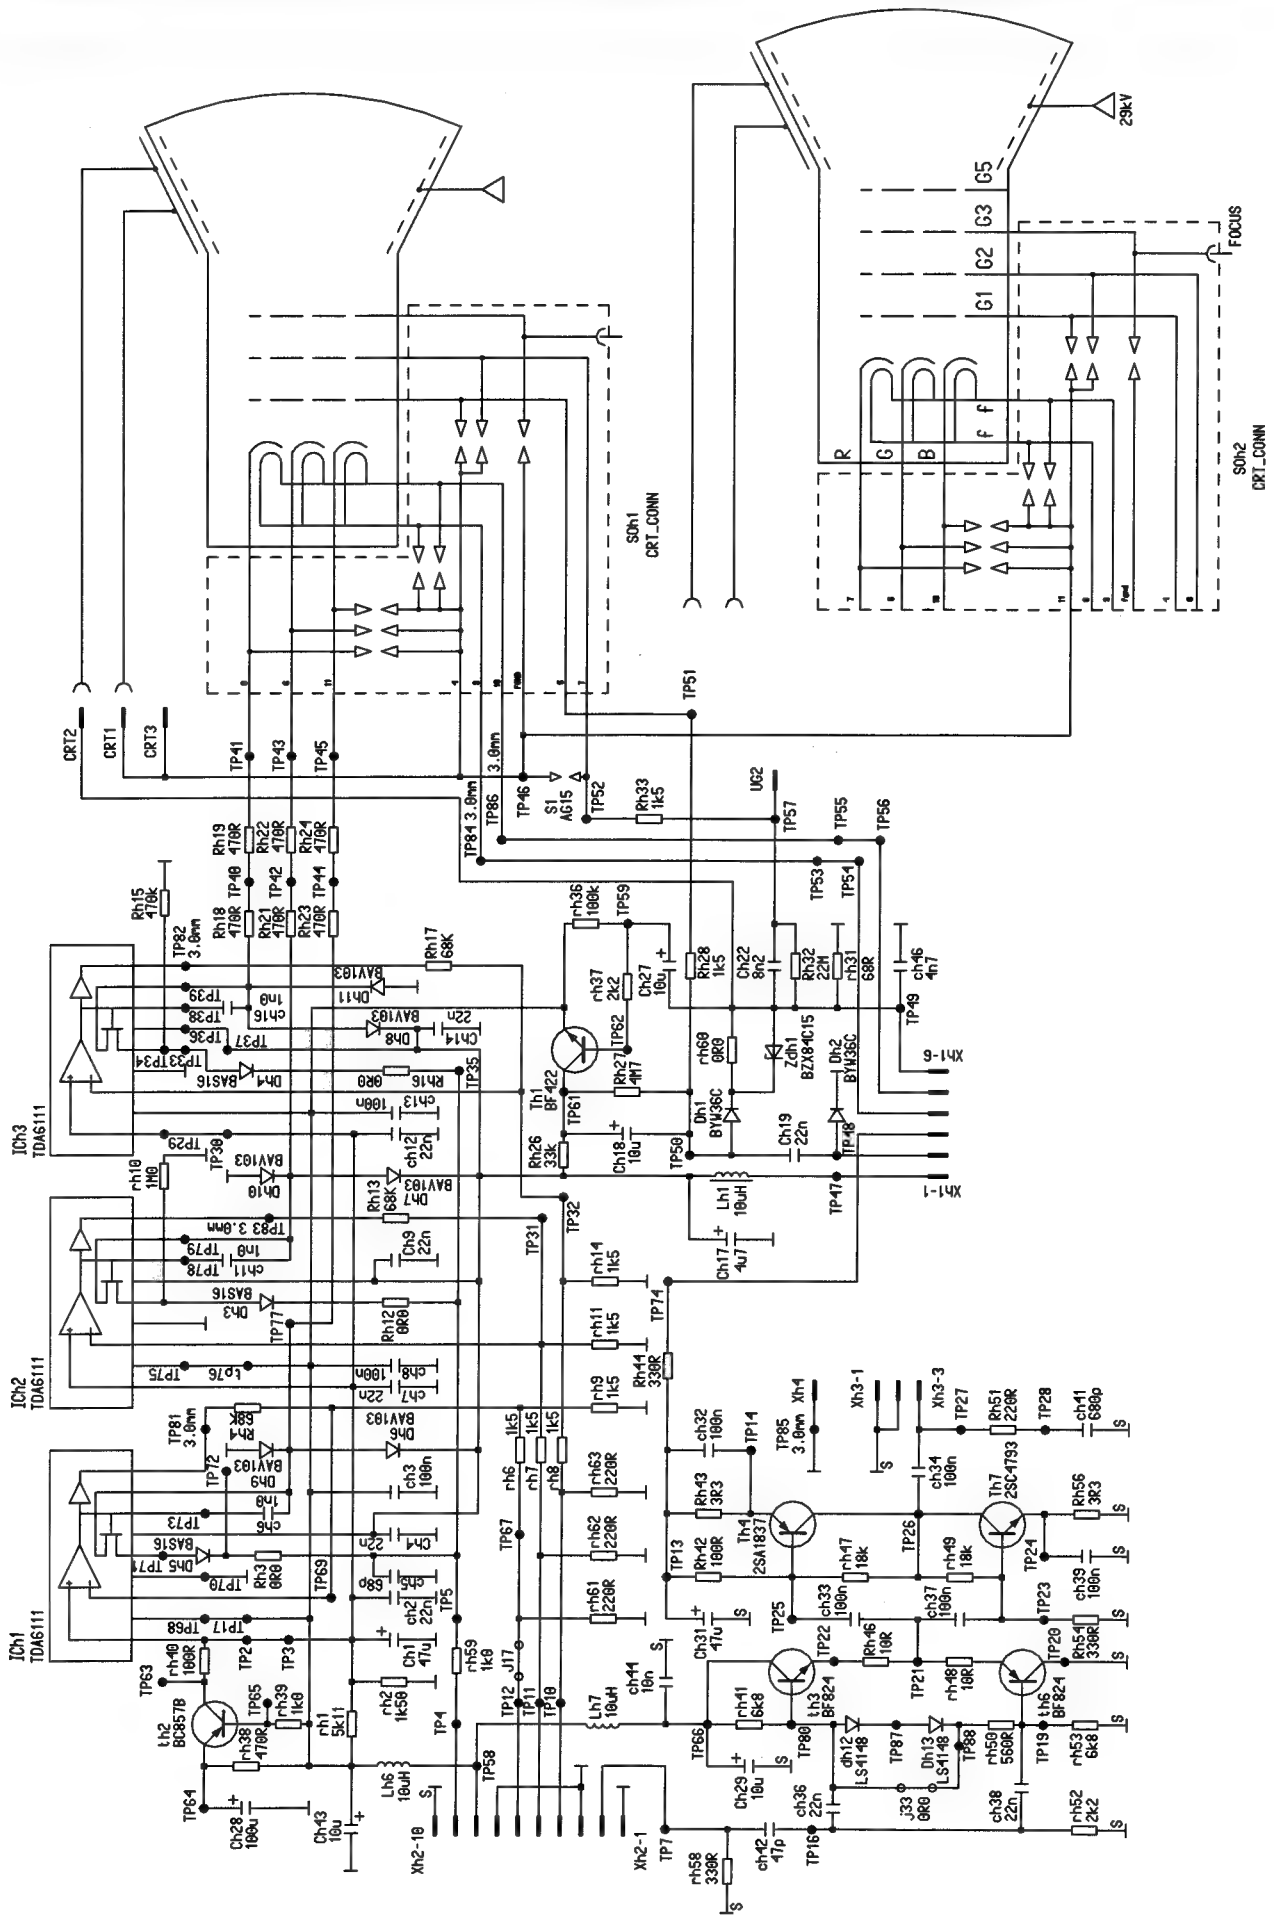 29kV
G5
G3
G2
G1
FOCUS
R
G
B
f
f
SOh2
CRT_CONN
7
11
fgnd
1
SOh1
CRT_CONN
6
11
4
10
7
CRT2
CRT1
CRT3
TP41
TP43
TP45
TP84 3.0mm
TP86
3.0mm
TP46
S1
AG15
TP52
TP51
Rh33
1k5
UG2
TP57
TP55
TP56
TP53
TP54
Rh19
470R
Rh22
470R
Rh24
470R
TP40
TP42
TP44
Rh18
470R
Rh21
470R
Rh23
470R
Rh15
470k
TP82
3.0mm
Rh17
68K
ICh3
TDA6111
TP39
TP38
TP36
TP37
TP33
TP34
ch16
1n0
Dh11
BAV103
Dh8
BAV103
Ch14
22n
BAS16
Dh4
Rh16
0R0
TP35
ch13
100n
ch12
22n
TP29
TP30
rh10
1M0
Dh10
BAV103
Dh7
BAV103
Rh13
68K
rh36
100k
TP59
rh37
2k2
TP62
Ch27
10u
Th1
BF422
TP61
Rh27
4M7
Rh26
33k
Ch18
10u
Rh28
1k5
Ch22
8n2
Rh32
22M
rh31
68R
ch46
4n7
TP49
rh60
0R0
Zdh1
BZX84C15
Dh1
BYW36C
Dh2
BYW36C
TP50
Ch19
22n
TP48
TP47
Lh1
10uH
Ch17
4u7
Xh1-6
Xh1-1
ICh2
TDA6111
TP83 3.0mm
TP79
TP78
ch11
1n0
BAS16
Dh3
TP77
Rh12
0R0
Ch9
22n
TP75
tp76
ch8
100n
ch7
22n
TP31
TP32
rh14
1k5
rh11
1k5
rh9
1k5
TP74
Rh44
330R
TP81
3.0mm
Rh4
68K
TP72
Dh9
BAV103
Dh6
BAV103
ch3
100n
ICh1
TDA6111
TP73
ch6
1n0
BAS16
Dh5
TP71
TP70
Rh3
0R0
TP69
Ch4
22n
ch5
68p
ch2
22n
TP5
TP68
TP17
TP2
TP3
Ch1
47u
rh59
1k0
rh6
1k5
rh7
1k5
rh8
1k5
TP67
rh63
220R
rh62
220R
rh61
220R
J17
TP12
TP11
TP10
TP63
rh40
100R
th2
BC857B
TP65
rh39
1k0
rh38
470R
TP64
Ch28
100u
Ch43
10u
rh1
5k11
rh2
1k50
TP4
Lh6
10uH
TP58
S
Xh2-10
Xh2-1
TP7
Lh7
10uH
ch44
10n
S
ch32
100n
TP14
Rh43
3R3
Th4
2SA1837
TP13
Rh42
100R
Ch31
47u
S
TP25
TP85
3.0mm
Xh4
Xh3-1
S
Xh3-3
TP27
Rh51
220R
TP28
ch41
680p
S
ch34
100n
Th7
2SC4793
TP26
Rh56
3R3
S
TP24
ch39
100n
S
rh47
18k
rh49
18k
ch33
100n
ch37
100n
TP23
Rh54
330R
S
TP20
TP22
Rh46
10R
TP21
rh48
10R
th3
BF824
th6
BF824
TP66
rh41
6k8
TP80
dh12
LS4148
TP87
Dh13
LS4148
TP88
rh50
560R
TP19
rh53
6k8
S
Ch29
10u
S
ch36
22n
j33
0R0
ch38
22n
rh52
2k2
S
TP16
ch42
47p
rh58
330R
S